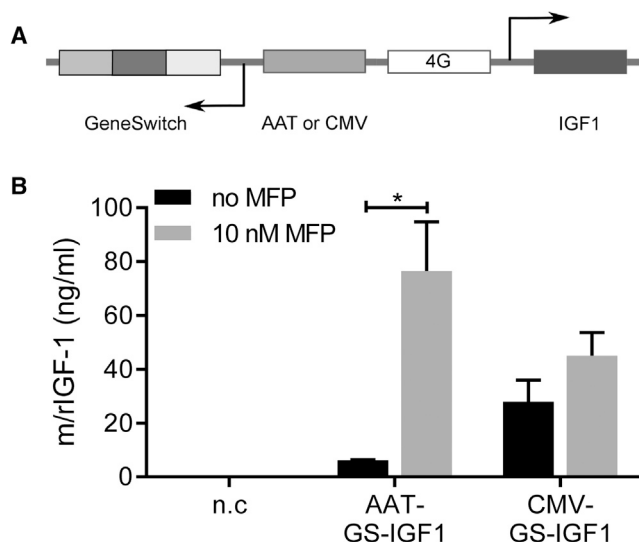 A
4G
GeneSwitch
AAT or CMV
IGF1
B
no MFP
10 nM MFP
*
m/rIGF-1 (ng/ml)
100
80
60
40
20
0
n.c
AAT-
GS-IGF1
CMV-
GS-IGF1